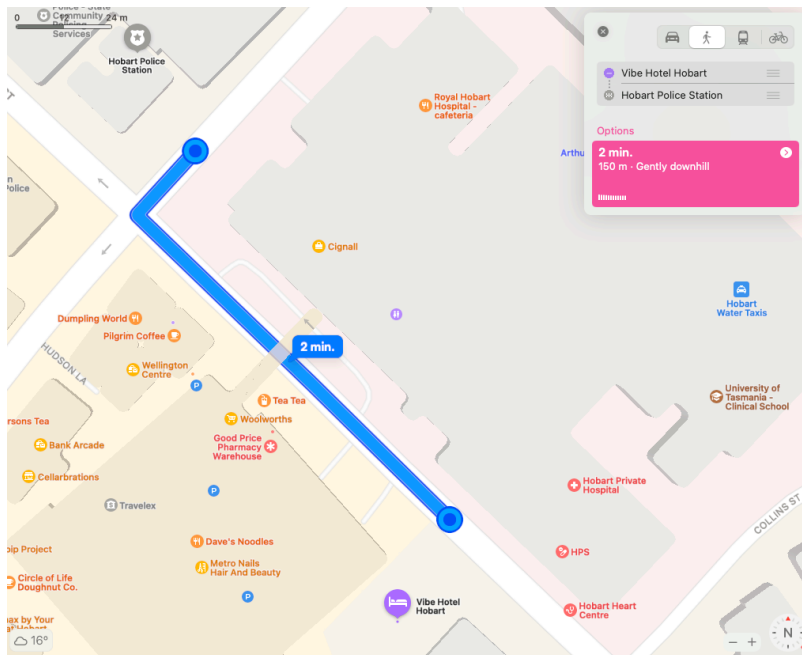 0 12 24 m
Police - State
Community
Policing
Services
Hobart Police
Station
Royal Hobart
Hospital -
cafeteria
Vibe Hotel Hobart
Hobart Police Station
Options
2 min.
150 m · Gently downhill
Police
Cignall
Hobart
Water Taxis
Dumpling World
Pilgrim Coffee
2 min.
HUDSON LA
Wellington
Centre
P
Tea Tea
Woolworths
University of
Tasmania -
Clinical School
Good Price
Pharmacy
Warehouse
Bank Arcade
Cellarbrations
P
Hobart Private
Hospital
Travelex
COLLINS ST
Dave's Noodles
HPS
Metro Nails
Hair And Beauty
Circle of Life
Doughnut Co.
P
Vibe Hotel
Hobart
Hobart Heart
Centre
16°
N